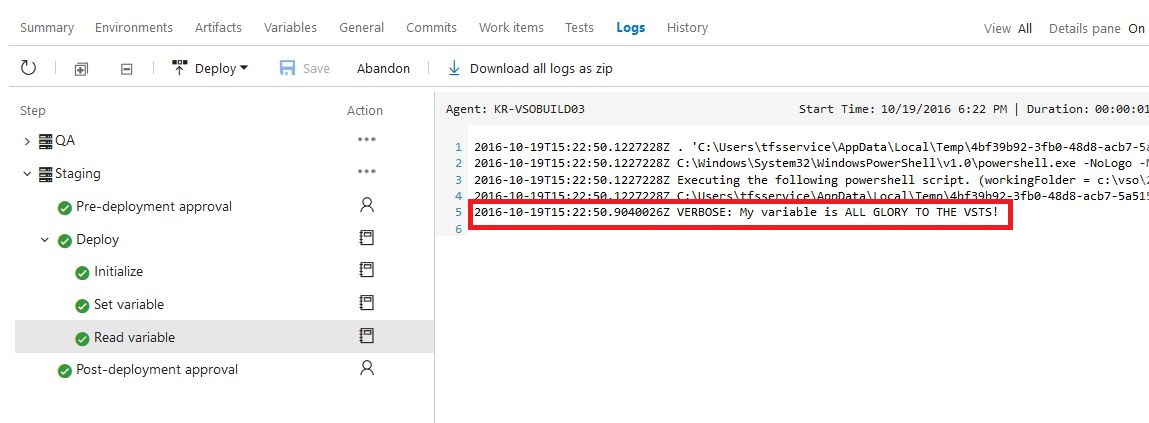 Summary Environments Artifacts Variables General Commits Work items Tests Logs History View All Details pane On
Deploy Save Abandon Download all logs as zip
Step Action
QA
Staging
Pre-deployment approval
Deploy
Initialize
Set variable
Read variable
Post-deployment approval
Agent: KR-VSOBUILD03 Start Time: 10/19/2016 6:22 PM | Duration: 00:00:01
1 2016-10-19T15:22:50.1227228Z . 'C:\Users\tfsservice\AppData\Local\Temp\4bf39b92-3fb0-48d8-acb7-5a
2 2016-10-19T15:22:50.1227228Z C:\Windows\System32\WindowsPowerShell\v1.0\powershell.exe -NoLogo -
3 2016-10-19T15:22:50.1227228Z Executing the following powershell script. (workingFolder = c:\vso\
4 2016-10-19T15:22:50.1227228Z C:\Users\tfsservice\AppData\Local\Temp\4bf39b92-3fb0-48d8-acb7-5a51
5 2016-10-19T15:22:50.9040026Z VERBOSE: My variable is ALL GLORY TO THE VSTS!
6